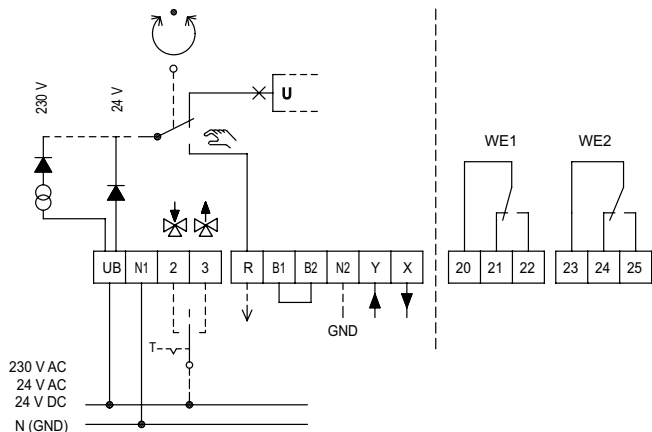 230 V
24 V
U
WE1
WE2
UB N1 2 3
R B1 B2 N2 Y X
20 21 22
23 24 25
GND
T
230 V AC
24 V AC
24 V DC
N (GND)